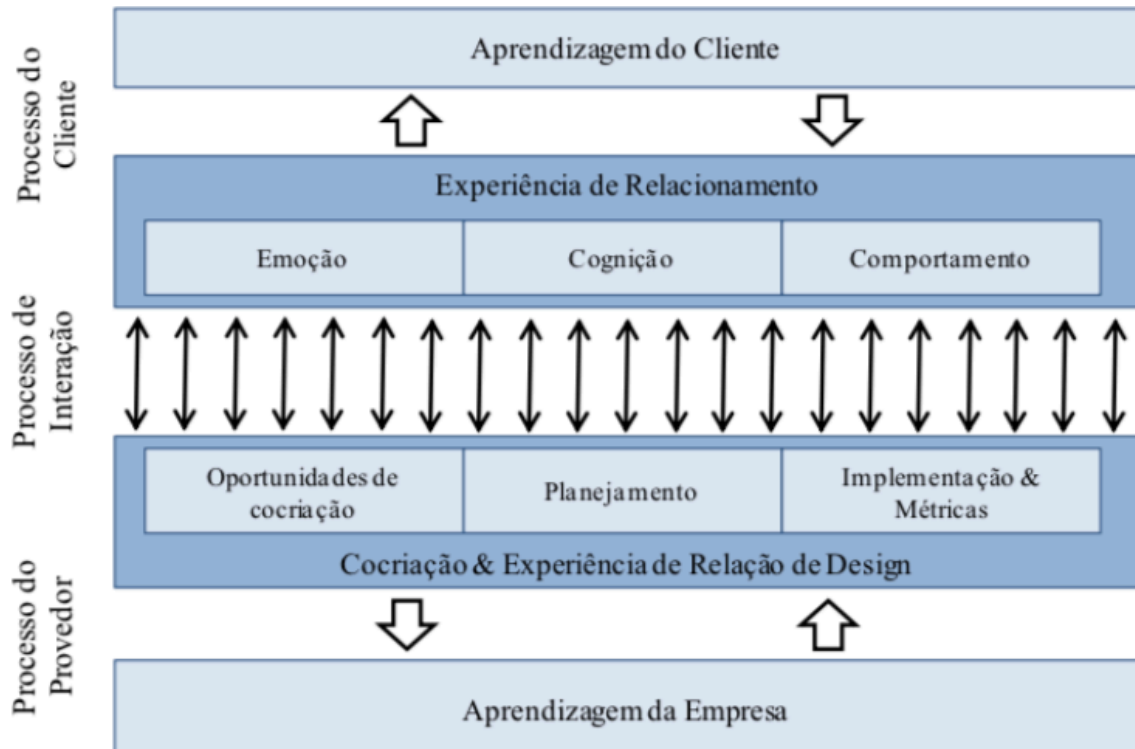 Processo do
Cliente
Aprendizagem do Cliente
Experiência de Relacionamento
Emoção
Cognição
Comportamento
Processo de
Interação
Oportunidades de
cocriação
Planejamento
Implementação &
Métricas
Cocriação & Experiência de Relação de Design
Processo do
Provedor
Aprendizagem da Empresa